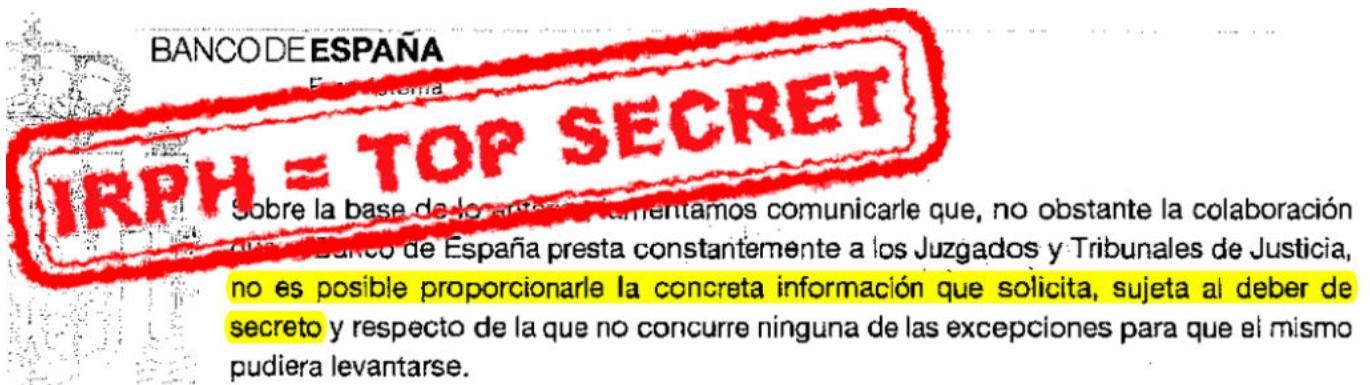 BANCO DE ESPAÑA
IRPH = TOP SECRET
Sobre la base de lo lamentamos comunicarle que, no obstante la colaboración
Banco de España presta constantemente a los Juzgados y Tribunales de Justicia,
no es posible proporcionarle la concreta información que solicita, sujeta al deber de
secreto y respecto de la que no concurre ninguna de las excepciones para que el mismo
pudiera levantarse.